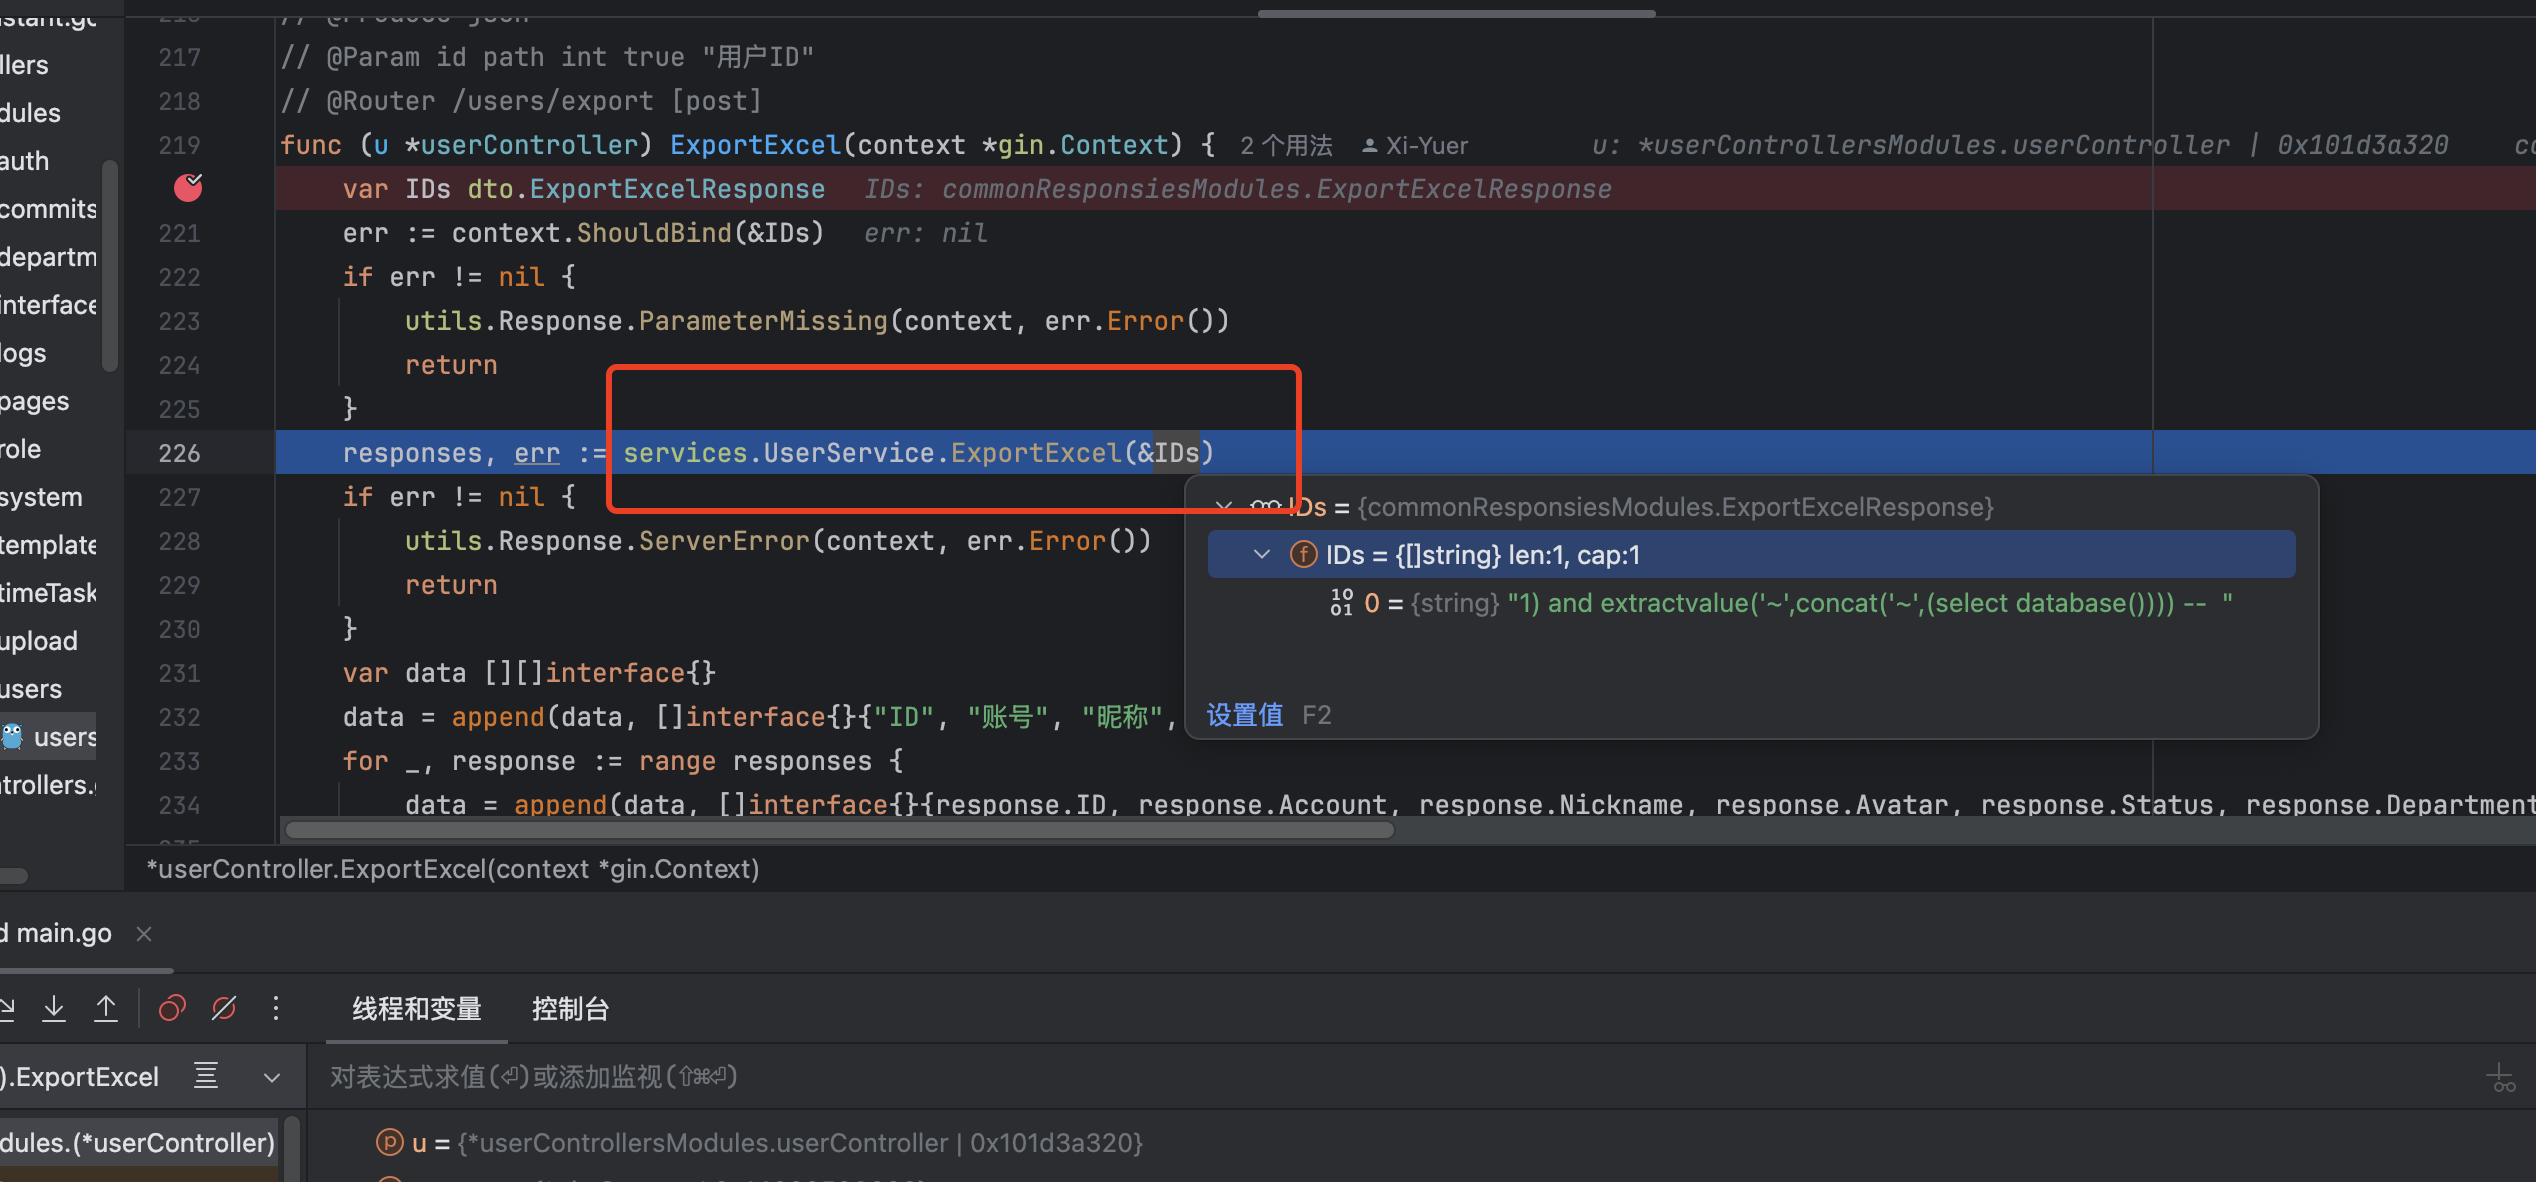 llers
dules
auth
commits
departm
interface
logs
pages
role
system
template
timeTask
upload
users
users
trollers.
217 // @Param id path int true "用户ID"
218 // @Router /users/export [post]
219 func (u *userController) ExportExcel(context *gin.Context) { 2 个用法 Xi-Yuer u: *userControllersModules.userController | 0x101d3a320 co
var IDs dto.ExportExcelResponse IDs: commonResponsiesModules.ExportExcelResponse
221 err := context.ShouldBind(&IDs) err: nil
222 if err != nil {
223 utils.Response.ParameterMissing(context, err.Error())
224 return
225 }
226 responses, err := services.UserService.ExportExcel(&IDs)
227 if err != nil {
228 utils.Response.ServerError(context, err.Error())
229 return
230 }
231 var data [][]interface{}
232 data = append(data, []interface{}{"ID", "账号", "昵称",
233 for _, response := range responses {
234 data = append(data, []interface{}{response.ID, response.Account, response.Nickname, response.Avatar, response.Status, response.Department
IDs = {commonResponsiesModules.ExportExcelResponse}
IDs = {[]string} len:1, cap:1
0 = {string} "1) and extractvalue('~',concat('~',(select database()))) -- "
设置值 F2
*userController.ExportExcel(context *gin.Context)
d main.go
线程和变量 控制台
).ExportExcel
对表达式求值(⏎)或添加监视(⇧⌘⏎)
dules.(*userController)
u = {*userControllersModules.userController | 0x101d3a320}